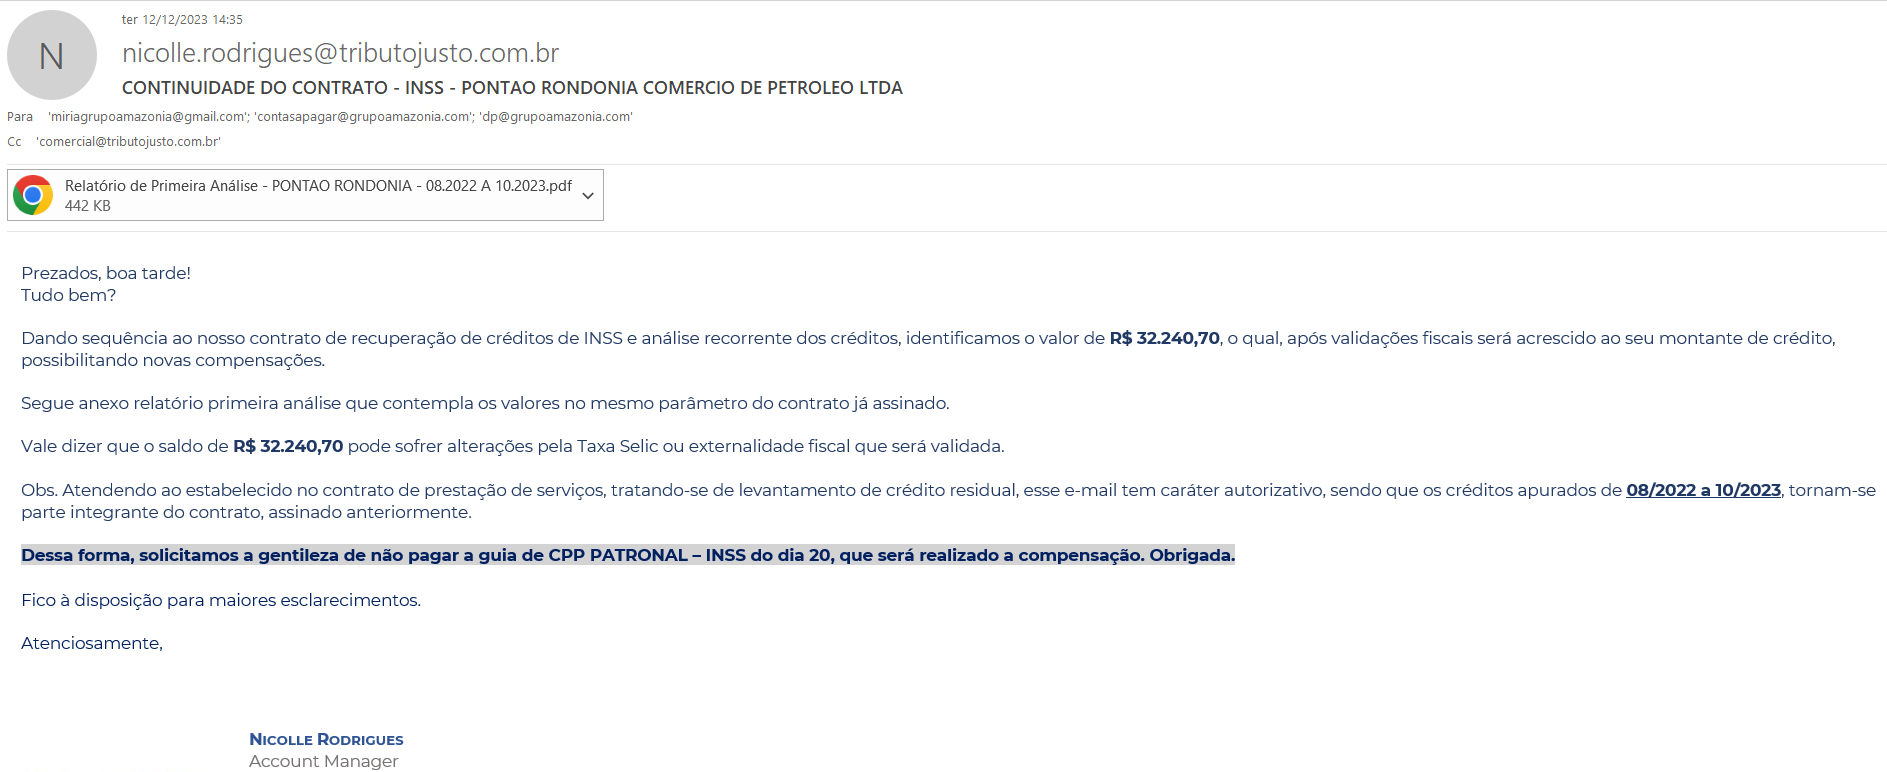 ter 12/12/2023 14:35
N
nicolle.rodrigues@tributojusto.com.br
CONTINUIDADE DO CONTRATO - INSS - PONTAO RONDONIA COMERCIO DE PETROLEO LTDA
Para 'miriagrupoamazonia@gmail.com'; 'contasapagar@grupoamazonia.com'; 'dp@grupoamazonia.com'
Cc 'comercial@tributojusto.com.br'
Relatório de Primeira Análise - PONTAO RONDONIA - 08.2022 A 10.2023.pdf
442 KB
Prezados, boa tarde!
Tudo bem?
Dando sequência ao nosso contrato de recuperação de créditos de INSS e análise recorrente dos créditos, identificamos o valor de R$ 32.240,70, o qual, após validações fiscais será acrescido ao seu montante de crédito,
possibilitando novas compensações.
Segue anexo relatório primeira análise que contempla os valores no mesmo parâmetro do contrato já assinado.
Vale dizer que o saldo de R$ 32.240,70 pode sofrer alterações pela Taxa Selic ou externalidade fiscal que será validada.
Obs. Atendendo ao estabelecido no contrato de prestação de serviços, tratando-se de levantamento de crédito residual, esse e-mail tem caráter autorizativo, sendo que os créditos apurados de 08/2022 a 10/2023, tornam-se
parte integrante do contrato, assinado anteriormente.
Dessa forma, solicitamos a gentileza de não pagar a guia de CPP PATRONAL – INSS do dia 20, que será realizado a compensação. Obrigada.
Fico à disposição para maiores esclarecimentos.
Atenciosamente,
NICOLLE RODRIGUES
Account Manager